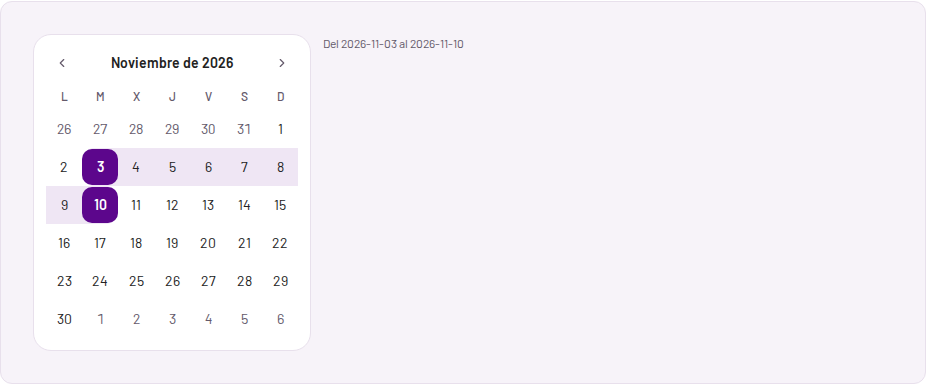 Noviembre de 2026
Del 2026-11-03 al 2026-11-10
L M X J V S D
26 27 28 29 30 31 1
2 3 4 5 6 7 8
9 10 11 12 13 14 15
16 17 18 19 20 21 22
23 24 25 26 27 28 29
30 1 2 3 4 5 6